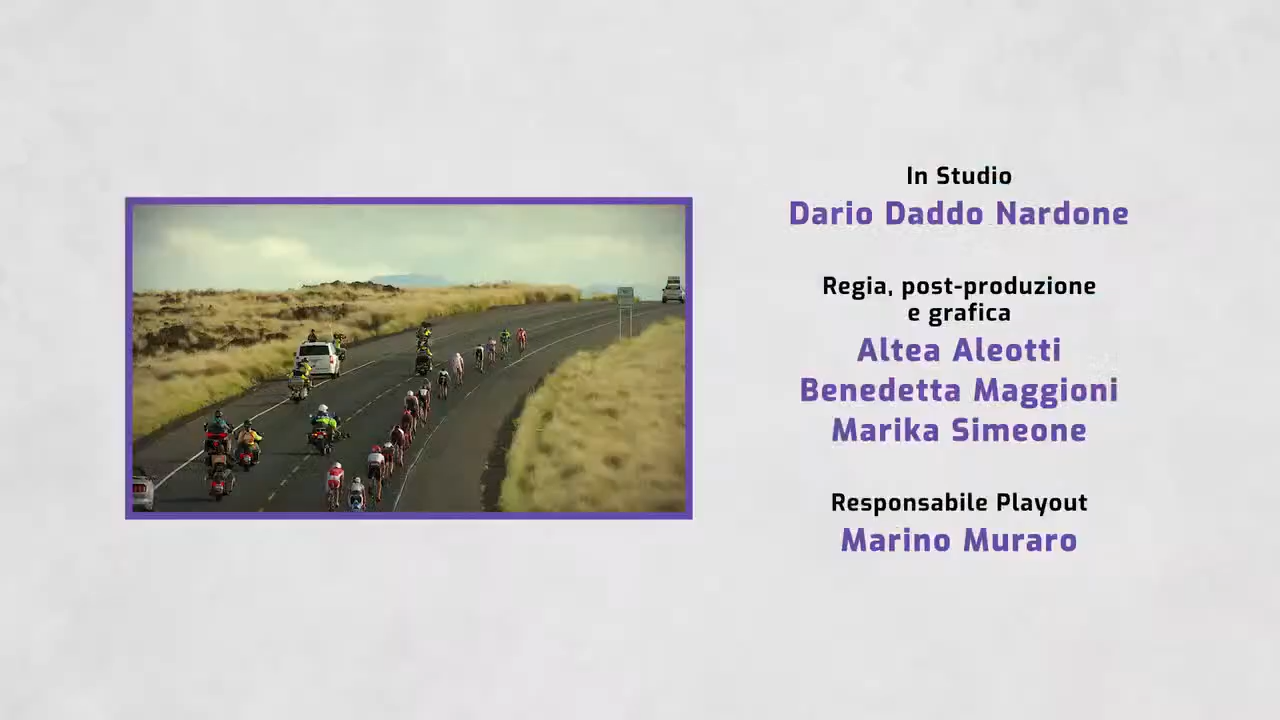 In Studio
Dario Daddo Nardone
Regia, post-produzione
e grafica
Altea Aleotti
Benedetta Maggioni
Marika Simeone
Responsabile Playout
Marino Muraro